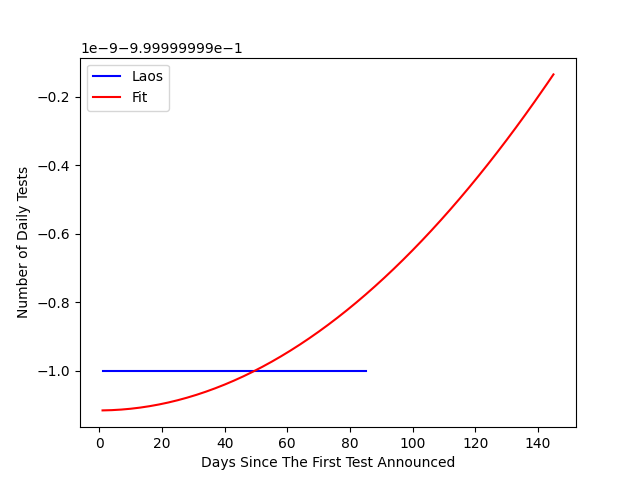 1e−9−9.99999999e−1
Laos
Fit
Number of Daily Tests
−0.2
−0.4
−0.6
−0.8
−1.0
0 20 40 60 80 100 120 140
Days Since The First Test Announced